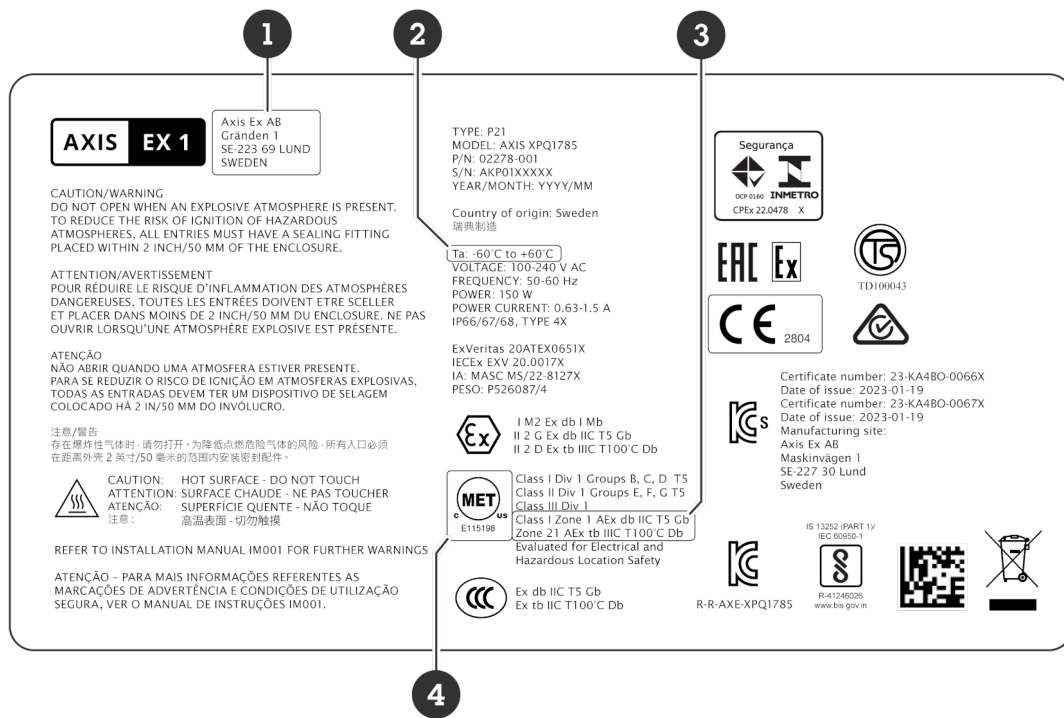 1
2
3
AXIS EX 1
Axis Ex AB
Gränden 1
SE-223 69 LUND
SWEDEN
CAUTION/WARNING
DO NOT OPEN WHEN AN EXPLOSIVE ATMOSPHERE IS PRESENT.
TO REDUCE THE RISK OF IGNITION OF HAZARDOUS
ATMOSPHERES, ALL ENTRIES MUST HAVE A SEALING FITTING
PLACED WITHIN 2 INCH/50 MM OF THE ENCLOSURE.
ATTENTION/AVERTISSEMENT
POUR RÉDUIRE LE RISQUE D'INFLAMMATION DES ATMOSPHÈRES
DANGEREUSES, TOUTES LES ENTRÉES DOIVENT ETRE SCELLER
ET PLACER DANS MOINS DE 2 INCH/50 MM DU ENCLOSURE. NE PAS
OUVRIR LORSQU'UNE ATMOSPHÈRE EXPLOSIVE EST PRÉSENTE.
ATENÇÃO
NÃO ABRIR QUANDO UMA ATMOSFERA ESTIVER PRESENTE.
PARA SE REDUZIR O RISCO DE IGNIÇÃO EM ATMOSFERAS EXPLOSIVAS,
TODAS AS ENTRADAS DEVEM TER UM DISPOSITIVO DE SELAGEM
COLOCADO HÁ 2 IN/50 MM DO INVÓLUCRO.
注意/警告
存在爆炸性气体时，请勿打开。为降低点燃危险气体的风险，所有入口必须
在距离外壳 2 英寸/50 毫米的范围内安装密封配件。
CAUTION: HOT SURFACE - DO NOT TOUCH
ATTENTION: SURFACE CHAUDE - NE PAS TOUCHER
ATENÇÃO: SUPERFÍCIE QUENTE - NÃO TOQUE
注意: 高温表面 - 切勿触摸
REFER TO INSTALLATION MANUAL IM001 FOR FURTHER WARNINGS
ATENÇÃO – PARA MAIS INFORMAÇÕES REFERENTES AS
MARCAÇÕES DE ADVERTÊNCIA E CONDIÇÕES DE UTILIZAÇÃO
SEGURA, VER O MANUAL DE INSTRUÇÕES IM001.
TYPE: P21
MODEL: AXIS XPQ1785
P/N: 02278-001
S/N: AKP01XXXXX
YEAR/MONTH: YYYY/MM
Country of origin: Sweden
瑞典制造
Ta: -60°C to +60°C
VOLTAGE: 100-240 V AC
FREQUENCY: 50-60 Hz
POWER: 150 W
POWER CURRENT: 0.63-1.5 A
IP66/67/68, TYPE 4X
ExVeritas 20ATEX0651X
IECEx EXV 20.0017X
IA: MASC MS/22-8127X
PESO: P526087/4
Ex
I M2 Ex db I Mb
II 2 G Ex db IIC T5 Gb
II 2 D Ex tb IIIC T100°C Db
c MET us
E115198
Class I Div 1 Groups B, C, D T5
Class II Div 1 Groups E, F, G T5
Class III Div 1
Class I Zone 1 AEx db IIC T5 Gb
Zone 21 AEx tb IIIC T100°C Db
Evaluated for Electrical and
Hazardous Location Safety
CCC
Ex db IIC T5 Gb
Ex tb IIC T100°C Db
Segurança
OCP 0160 INMETRO
CPEx 22.0478 X
EAC Ex
TS
TD100043
CE 2804
KC s
Certificate number: 23-KA4BO-0066X
Date of issue: 2023-01-19
Certificate number: 23-KA4BO-0067X
Date of issue: 2023-01-19
Manufacturing site:
Axis Ex AB
Maskinvägen 1
SE-227 30 Lund
Sweden
KC
R-R-AXE-XPQ1785
IS 13252 (PART 1)/
IEC 60950-1
R-41246026
www.bis.gov.in
4